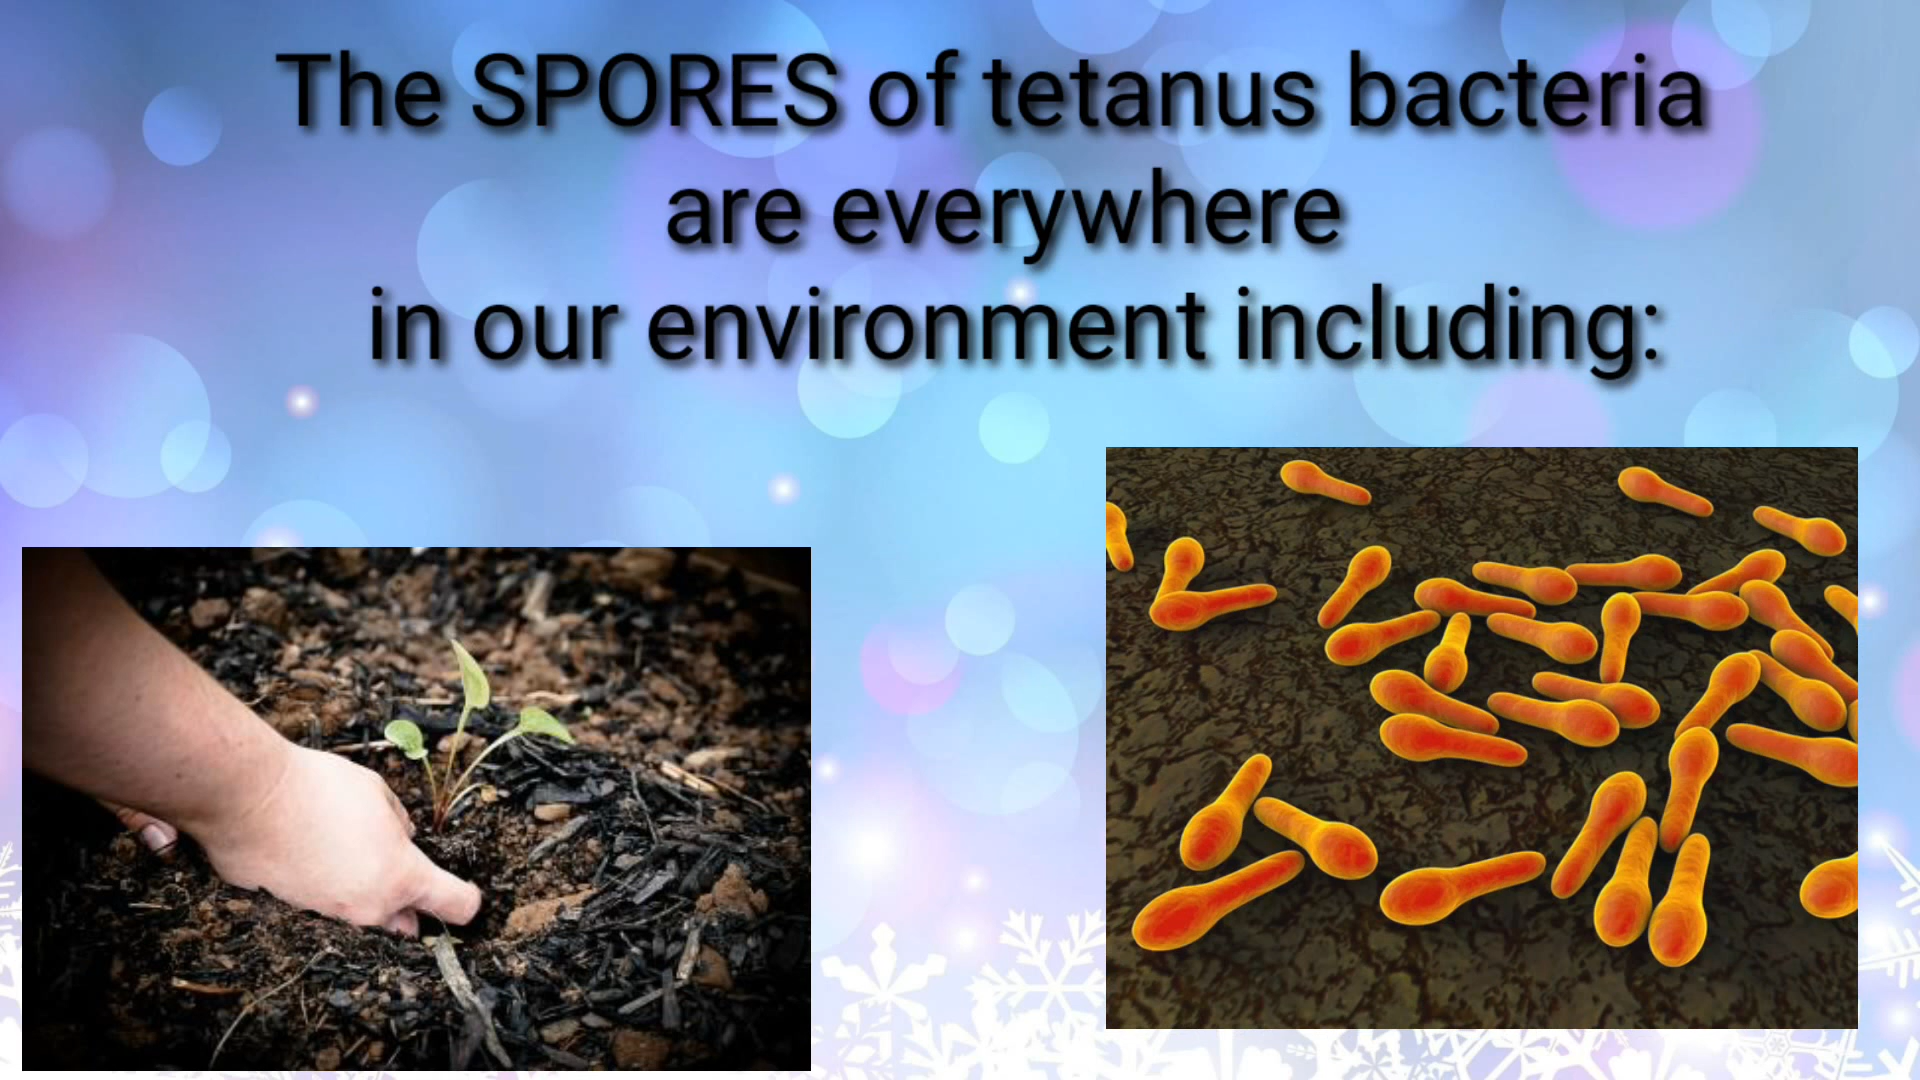 The SPORES of tetanus bacteria
are everywhere
in our environment including: